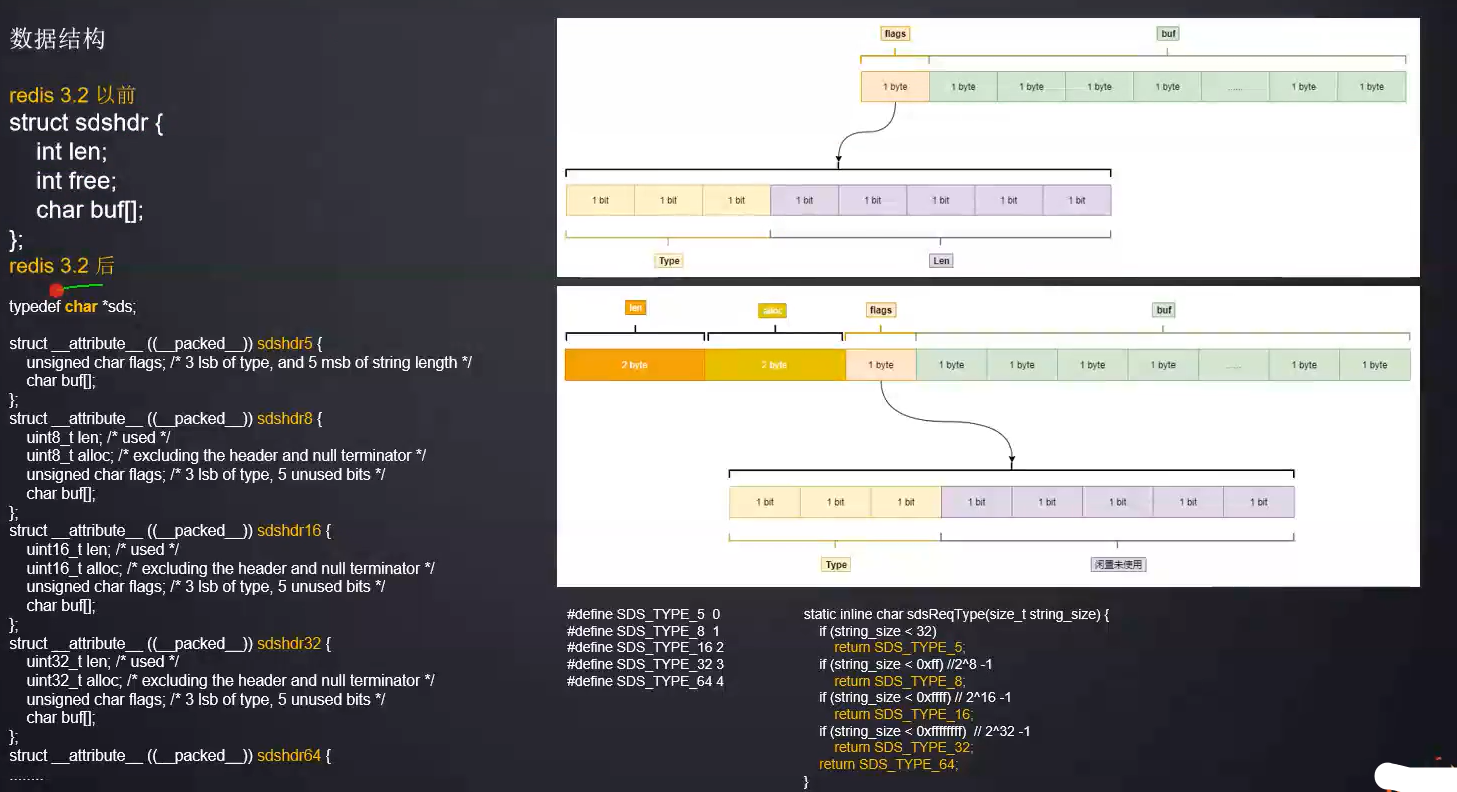 数据结构
redis 3.2 以前
struct sdshdr {
int len;
int free;
char buf[];
};
redis 3.2 后
typedef char *sds;
struct __attribute__ ((__packed__)) sdshdr5 {
unsigned char flags; /* 3 lsb of type, and 5 msb of string length */
char buf[];
};
struct __attribute__ ((__packed__)) sdshdr8 {
uint8_t len; /* used */
uint8_t alloc; /* excluding the header and null terminator */
unsigned char flags; /* 3 lsb of type, 5 unused bits */
char buf[];
};
struct __attribute__ ((__packed__)) sdshdr16 {
uint16_t len; /* used */
uint16_t alloc; /* excluding the header and null terminator */
unsigned char flags; /* 3 lsb of type, 5 unused bits */
char buf[];
};
struct __attribute__ ((__packed__)) sdshdr32 {
uint32_t len; /* used */
uint32_t alloc; /* excluding the header and null terminator */
unsigned char flags; /* 3 lsb of type, 5 unused bits */
char buf[];
};
struct __attribute__ ((__packed__)) sdshdr64 {
........
flags buf
1 byte 1 byte 1 byte 1 byte 1 byte ...... 1 byte 1 byte
1 bit 1 bit 1 bit 1 bit 1 bit 1 bit 1 bit 1 bit
Type Len
len alloc flags buf
2 byte 2 byte 1 byte 1 byte 1 byte 1 byte 1 byte ...... 1 byte 1 byte
1 bit 1 bit 1 bit 1 bit 1 bit 1 bit 1 bit 1 bit
Type 闲置未使用
#define SDS_TYPE_5 0
#define SDS_TYPE_8 1
#define SDS_TYPE_16 2
#define SDS_TYPE_32 3
#define SDS_TYPE_64 4
static inline char sdsReqType(size_t string_size) {
if (string_size < 32)
return SDS_TYPE_5;
if (string_size < 0xff) //2^8 -1
return SDS_TYPE_8;
if (string_size < 0xffff) // 2^16 -1
return SDS_TYPE_16;
if (string_size < 0xffffffff) // 2^32 -1
return SDS_TYPE_32;
return SDS_TYPE_64;
}